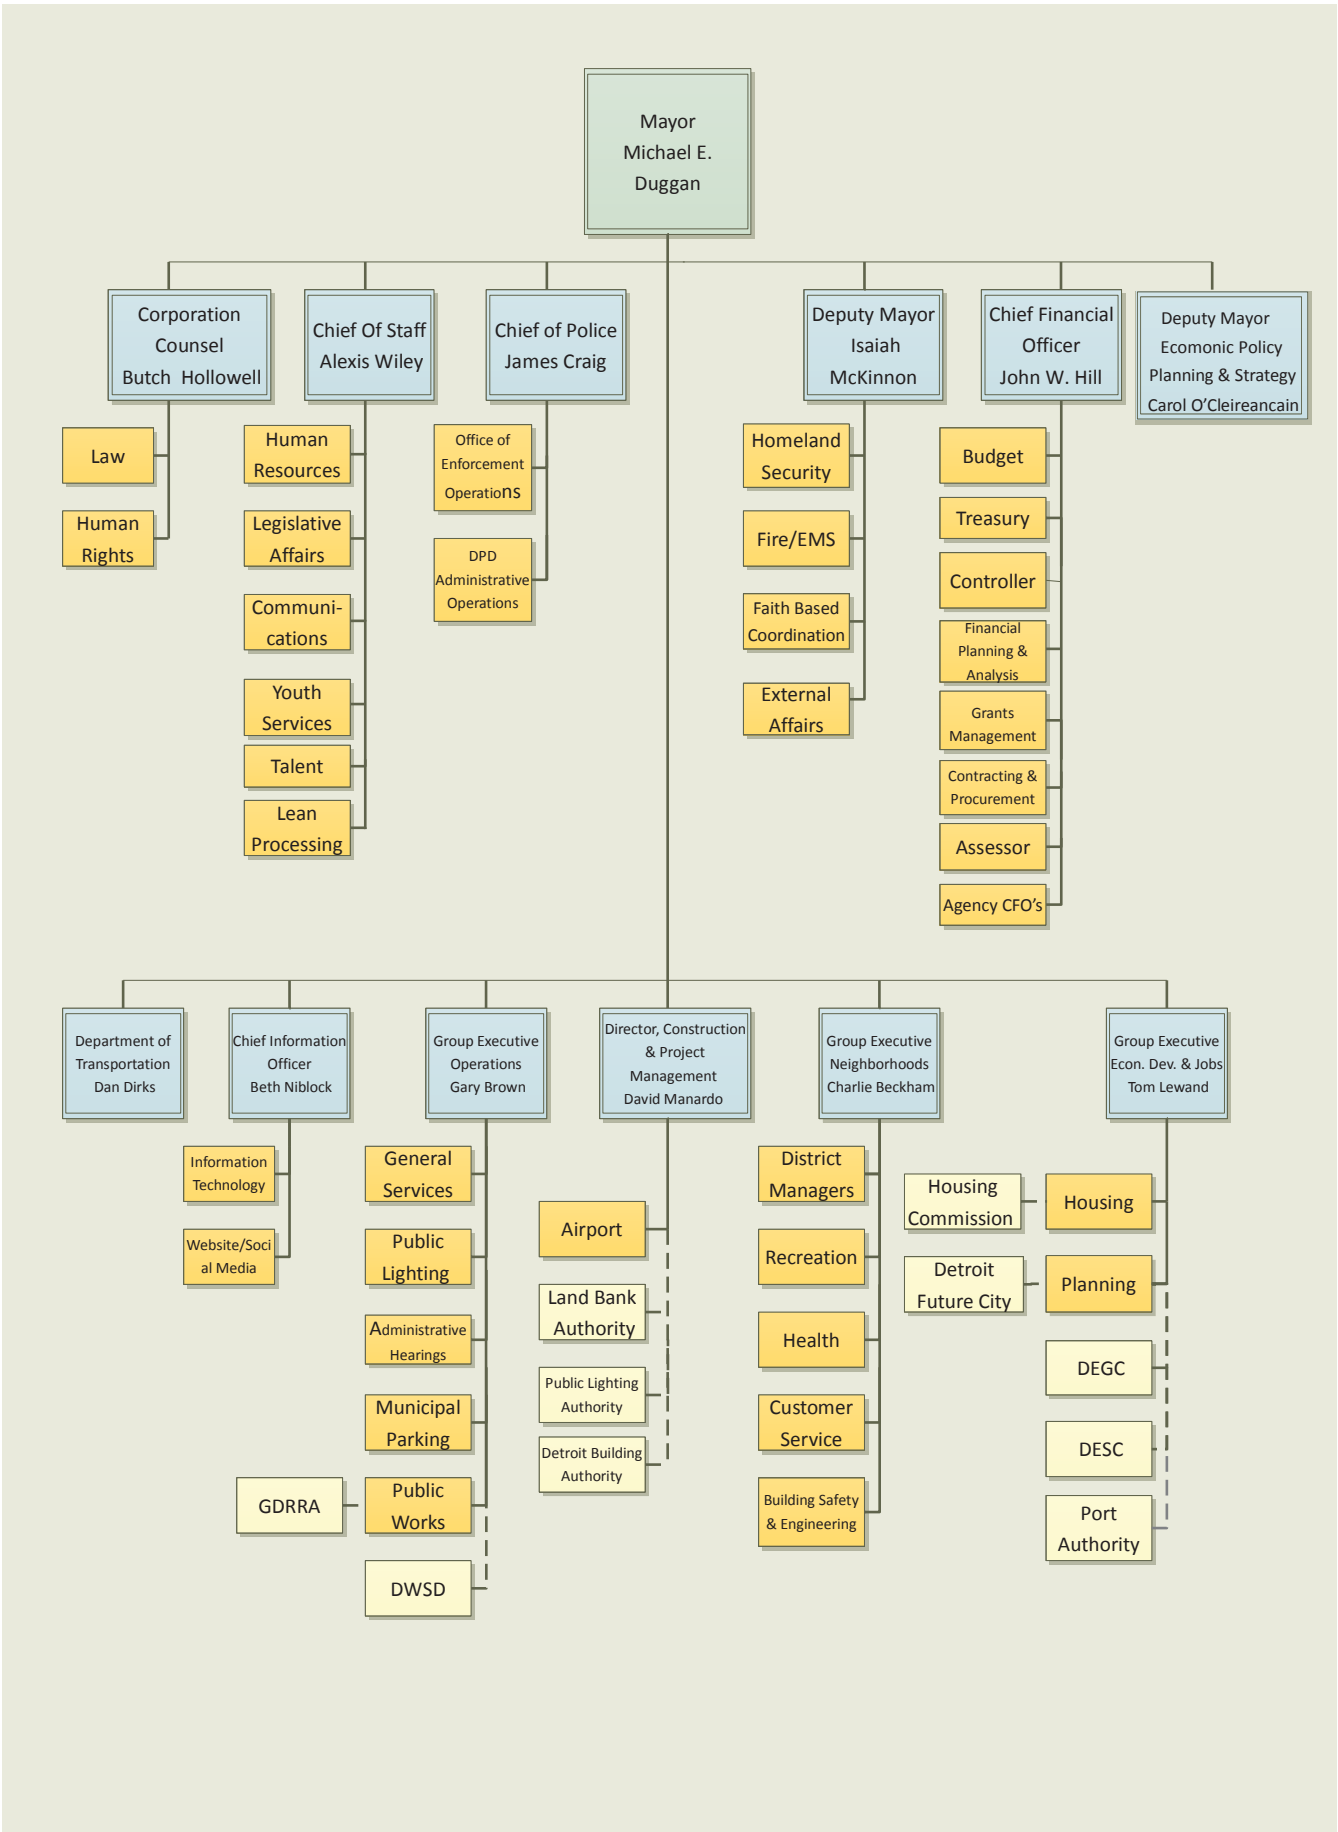 Mayor
Michael E.
Duggan
Corporation
Counsel
Butch Hollowell
Chief Of Staff
Alexis Wiley
Chief of Police
James Craig
Deputy Mayor
Isaiah
McKinnon
Chief Financial
Officer
John W. Hill
Deputy Mayor
Ecomonic Policy
Planning & Strategy
Carol O’Cleireancain
Law
Human
Rights
Human
Resources
Legislative
Affairs
Communi-
cations
Youth
Services
Talent
Lean
Processing
Office of
Enforcement
Operations
DPD
Administrative
Operations
Homeland
Security
Fire/EMS
Faith Based
Coordination
External
Affairs
Budget
Treasury
Controller
Financial
Planning &
Analysis
Grants
Management
Contracting &
Procurement
Assessor
Agency CFO’s
Department of
Transportation
Dan Dirks
Chief Information
Officer
Beth Niblock
Group Executive
Operations
Gary Brown
Director, Construction
& Project
Management
David Manardo
Group Executive
Neighborhoods
Charlie Beckham
Group Executive
Econ. Dev. & Jobs
Tom Lewand
Information
Technology
Website/Soci
al Media
General
Services
Public
Lighting
Administrative
Hearings
Municipal
Parking
GDRRA
Public
Works
DWSD
Airport
Land Bank
Authority
Public Lighting
Authority
Detroit Building
Authority
District
Managers
Recreation
Health
Customer
Service
Building Safety
& Engineering
Housing
Commission
Housing
Detroit
Future City
Planning
DEGC
DESC
Port
Authority